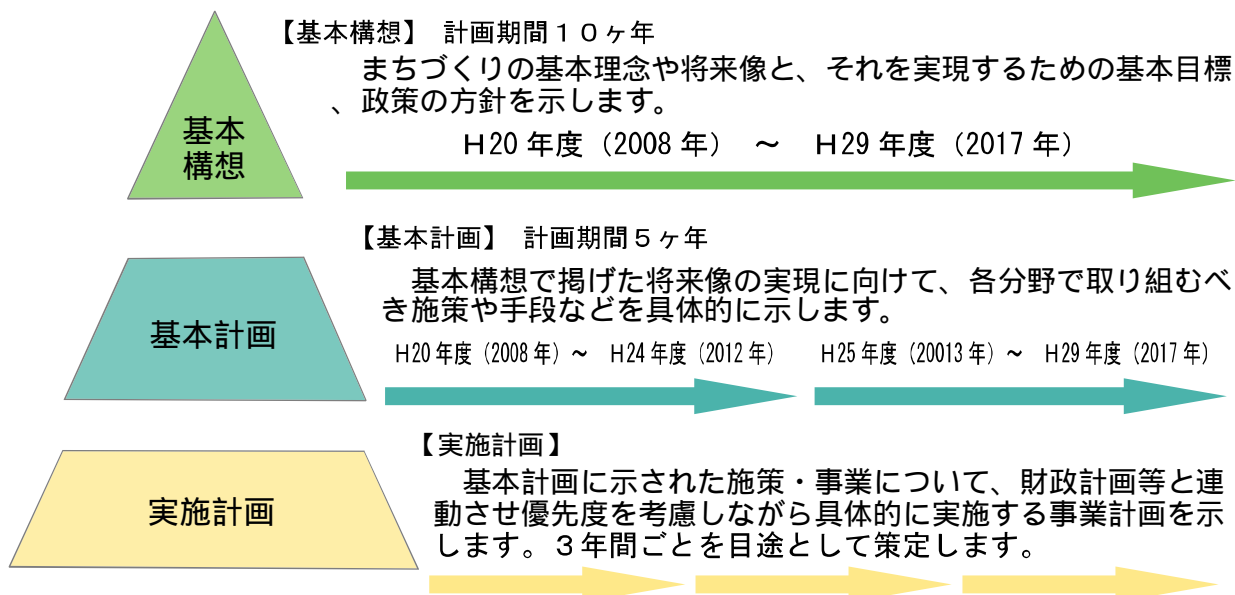 【基本構想】 計画期間１０ヶ年
まちづくりの基本理念や将来像と、それを実現するための基本目標
、政策の方針を示します。
基本
構想
Ｈ20 年度（2008 年） ～ Ｈ29 年度（2017 年）
【基本計画】 計画期間５ヶ年
基本構想で掲げた将来像の実現に向けて、各分野で取り組むべ
き施策や手段などを具体的に示します。
基本計画
Ｈ20 年度（2008 年）～ Ｈ24 年度（2012 年）
Ｈ25 年度（20013 年）～ Ｈ29 年度（2017 年）
【実施計画】
基本計画に示された施策・事業について、財政計画等と連
動させ優先度を考慮しながら具体的に実施する事業計画を示
します。３年間ごとを目途として策定します。
実施計画